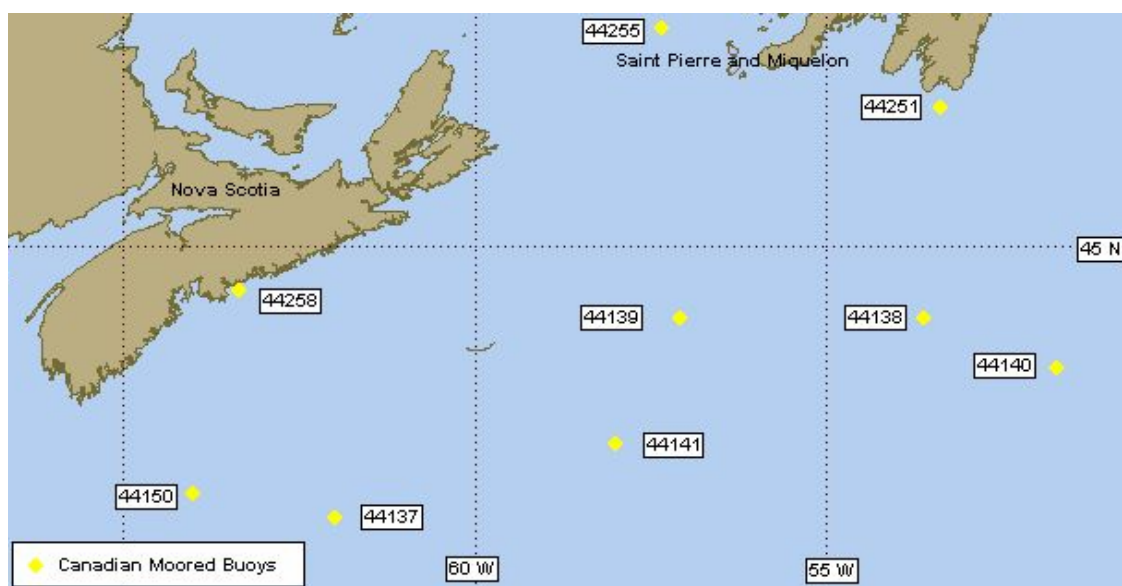 44255
Saint Pierre and Miquelon
44251
Nova Scotia
45 N
44258
44139
44138
44140
44141
44150
44137
60 W
55 W
Canadian Moored Buoys